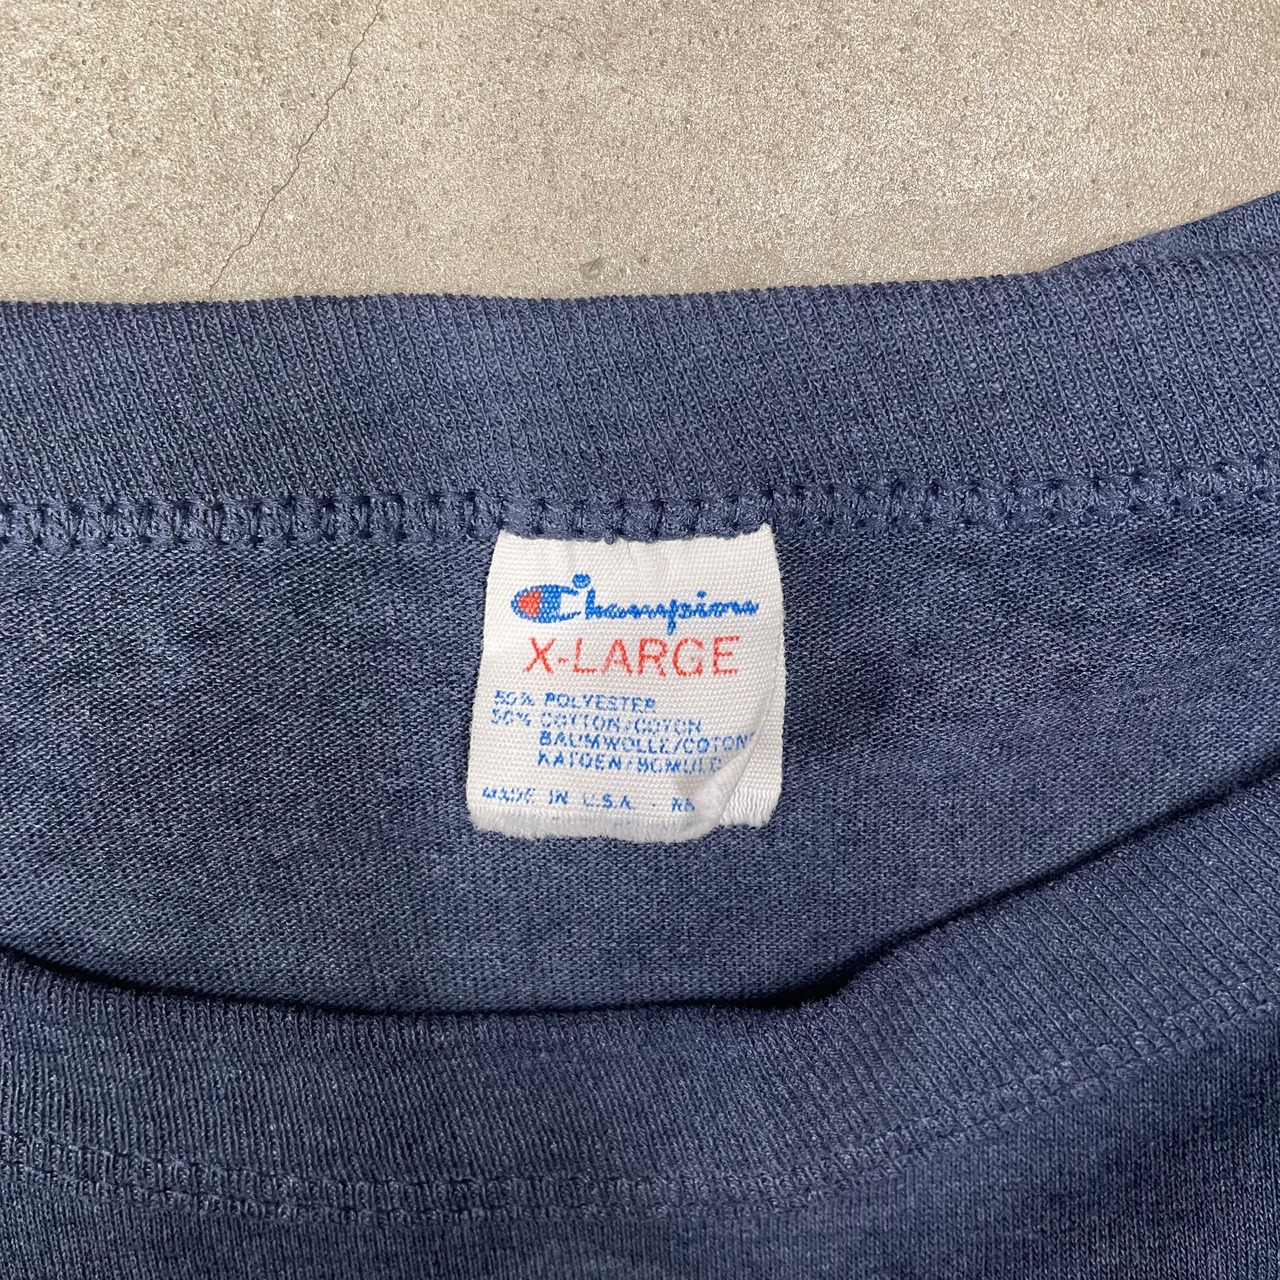 Champion
X-LARGE
50% POLYESTER
50% COTTON/COTON
BAUMWOLLE/COTONE
KATOEN/BOMULD
MADE IN U.S.A. -